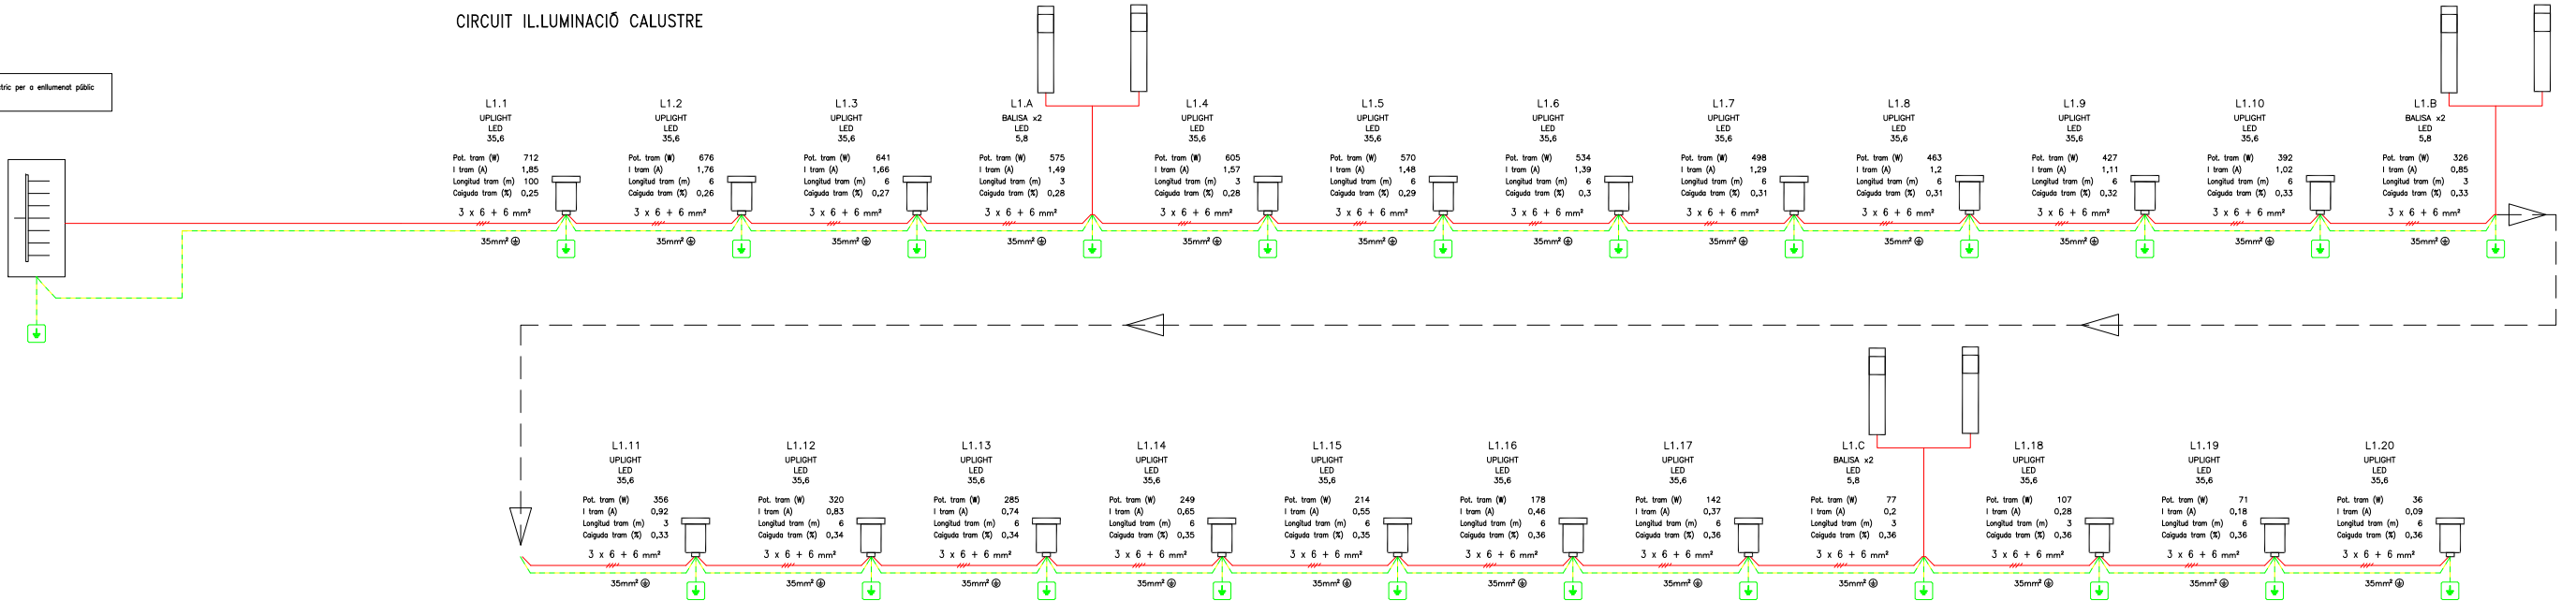 CIRCUIT IL.LUMINACIÓ CALUSTRE
per a enllumenat públic
L1.1
UPLIGHT
LED
35,6
Pot. tram (W) 712
I tram (A) 1,85
Longitud tram (m) 100
Caiguda tram (%) 0,25
3 x 6 + 6 mm²
35mm²
L1.2
UPLIGHT
LED
35,6
Pot. tram (W) 676
I tram (A) 1,76
Longitud tram (m) 6
Caiguda tram (%) 0,26
3 x 6 + 6 mm²
35mm²
L1.3
UPLIGHT
LED
35,6
Pot. tram (W) 641
I tram (A) 1,66
Longitud tram (m) 6
Caiguda tram (%) 0,27
3 x 6 + 6 mm²
35mm²
L1.A
BALISA x2
LED
5,8
Pot. tram (W) 575
I tram (A) 1,49
Longitud tram (m) 3
Caiguda tram (%) 0,28
3 x 6 + 6 mm²
35mm²
L1.4
UPLIGHT
LED
35,6
Pot. tram (W) 605
I tram (A) 1,57
Longitud tram (m) 3
Caiguda tram (%) 0,28
3 x 6 + 6 mm²
35mm²
L1.5
UPLIGHT
LED
35,6
Pot. tram (W) 570
I tram (A) 1,48
Longitud tram (m) 6
Caiguda tram (%) 0,29
3 x 6 + 6 mm²
35mm²
L1.6
UPLIGHT
LED
35,6
Pot. tram (W) 534
I tram (A) 1,39
Longitud tram (m) 6
Caiguda tram (%) 0,3
3 x 6 + 6 mm²
35mm²
L1.7
UPLIGHT
LED
35,6
Pot. tram (W) 498
I tram (A) 1,29
Longitud tram (m) 6
Caiguda tram (%) 0,31
3 x 6 + 6 mm²
35mm²
L1.8
UPLIGHT
LED
35,6
Pot. tram (W) 463
I tram (A) 1,2
Longitud tram (m) 6
Caiguda tram (%) 0,31
3 x 6 + 6 mm²
35mm²
L1.9
UPLIGHT
LED
35,6
Pot. tram (W) 427
I tram (A) 1,11
Longitud tram (m) 6
Caiguda tram (%) 0,32
3 x 6 + 6 mm²
35mm²
L1.10
UPLIGHT
LED
35,6
Pot. tram (W) 392
I tram (A) 1,02
Longitud tram (m) 6
Caiguda tram (%) 0,33
3 x 6 + 6 mm²
35mm²
L1.B
BALISA x2
LED
5,8
Pot. tram (W) 326
I tram (A) 0,85
Longitud tram (m) 3
Caiguda tram (%) 0,33
3 x 6 + 6 mm²
35mm²
L1.11
UPLIGHT
LED
35,6
Pot. tram (W) 356
I tram (A) 0,92
Longitud tram (m) 3
Caiguda tram (%) 0,33
3 x 6 + 6 mm²
35mm²
L1.12
UPLIGHT
LED
35,6
Pot. tram (W) 320
I tram (A) 0,83
Longitud tram (m) 6
Caiguda tram (%) 0,34
3 x 6 + 6 mm²
35mm²
L1.13
UPLIGHT
LED
35,6
Pot. tram (W) 285
I tram (A) 0,74
Longitud tram (m) 6
Caiguda tram (%) 0,34
3 x 6 + 6 mm²
35mm²
L1.14
UPLIGHT
LED
35,6
Pot. tram (W) 249
I tram (A) 0,65
Longitud tram (m) 6
Caiguda tram (%) 0,35
3 x 6 + 6 mm²
35mm²
L1.15
UPLIGHT
LED
35,6
Pot. tram (W) 214
I tram (A) 0,55
Longitud tram (m) 6
Caiguda tram (%) 0,35
3 x 6 + 6 mm²
35mm²
L1.16
UPLIGHT
LED
35,6
Pot. tram (W) 178
I tram (A) 0,46
Longitud tram (m) 6
Caiguda tram (%) 0,36
3 x 6 + 6 mm²
35mm²
L1.17
UPLIGHT
LED
35,6
Pot. tram (W) 142
I tram (A) 0,37
Longitud tram (m) 6
Caiguda tram (%) 0,36
3 x 6 + 6 mm²
35mm²
L1.C
BALISA x2
LED
5,8
Pot. tram (W) 77
I tram (A) 0,2
Longitud tram (m) 3
Caiguda tram (%) 0,36
3 x 6 + 6 mm²
35mm²
L1.18
UPLIGHT
LED
35,6
Pot. tram (W) 107
I tram (A) 0,28
Longitud tram (m) 3
Caiguda tram (%) 0,36
3 x 6 + 6 mm²
35mm²
L1.19
UPLIGHT
LED
35,6
Pot. tram (W) 71
I tram (A) 0,18
Longitud tram (m) 6
Caiguda tram (%) 0,36
3 x 6 + 6 mm²
35mm²
L1.20
UPLIGHT
LED
35,6
Pot. tram (W) 36
I tram (A) 0,09
Longitud tram (m) 6
Caiguda tram (%) 0,36
3 x 6 + 6 mm²
35mm²